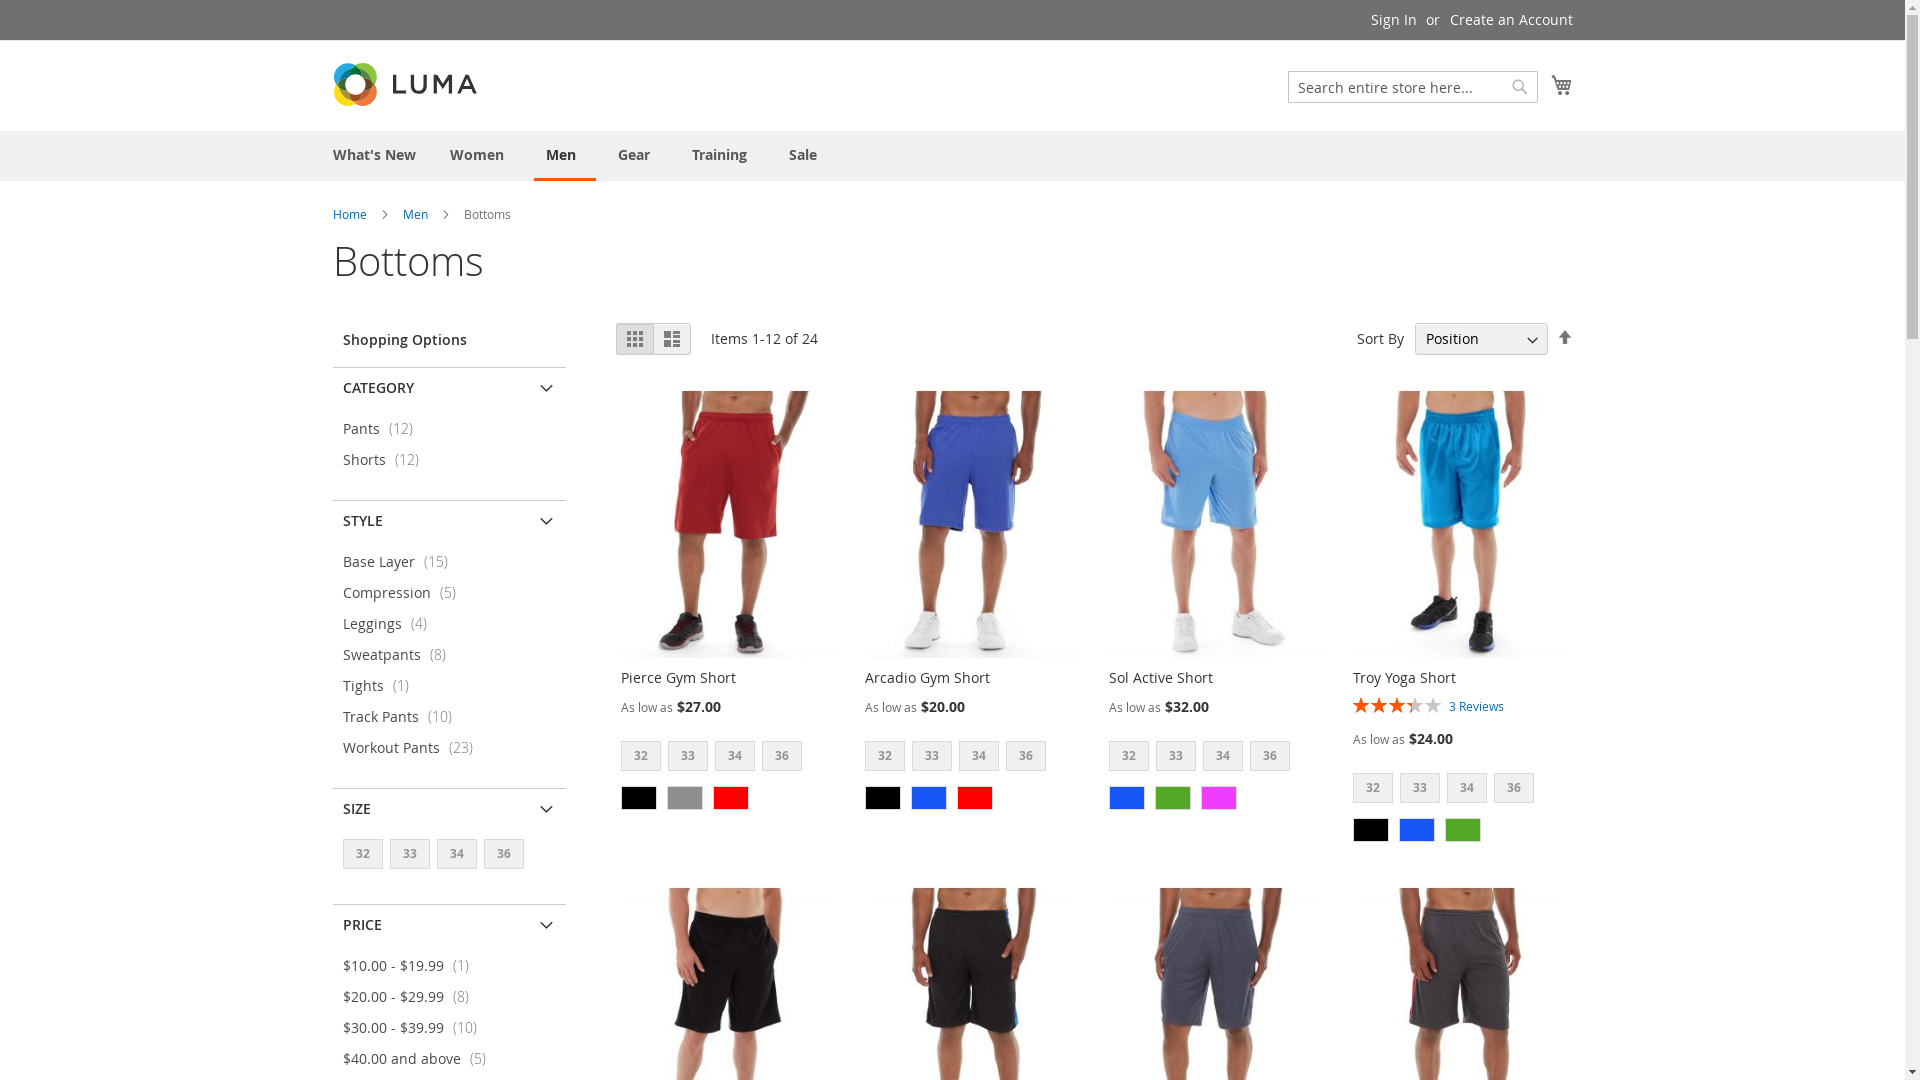 Sign In or Create an Account
LUMA
Search entire store here...
What's New Women Men Gear Training Sale
Home Men Bottoms
Bottoms
Shopping Options
Items 1-12 of 24
Sort By Position
CATEGORY
Pants (12)
Shorts (12)
STYLE
Base Layer (15)
Compression (5)
Leggings (4)
Sweatpants (8)
Tights (1)
Track Pants (10)
Workout Pants (23)
SIZE
32 33 34 36
PRICE
$10.00 - $19.99 (1)
$20.00 - $29.99 (8)
$30.00 - $39.99 (10)
$40.00 and above (5)
Pierce Gym Short
As low as $27.00
32 33 34 36
Arcadio Gym Short
As low as $20.00
32 33 34 36
Sol Active Short
As low as $32.00
32 33 34 36
Troy Yoga Short
3 Reviews
As low as $24.00
32 33 34 36